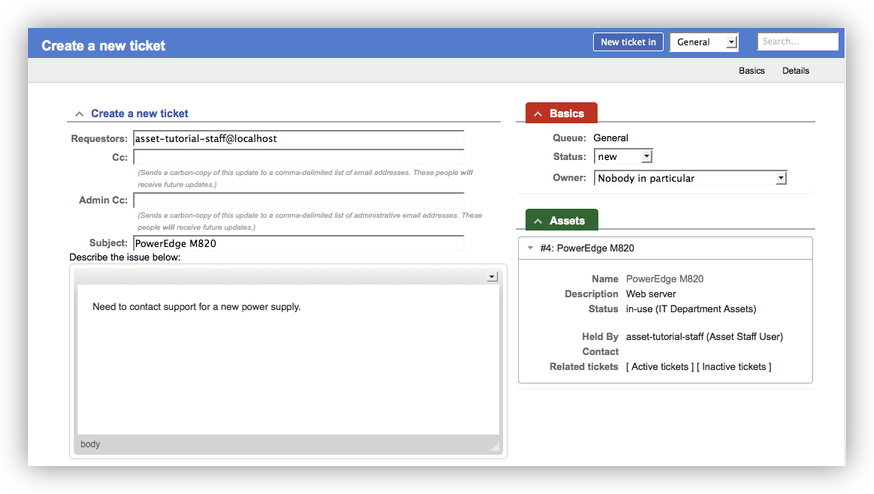 Create a new ticket
New ticket in
General
Search...
Basics
Details
Create a new ticket
Requestors: asset-tutorial-staff@localhost
Cc:
(Sends a carbon-copy of this update to a comma-delimited list of email addresses. These people will
receive future updates.)
Admin Cc:
(Sends a carbon-copy of this update to a comma-delimited list of administrative email addresses. These
people will receive future updates.)
Subject: PowerEdge M820
Describe the issue below:
Need to contact support for a new power supply.
body
Basics
Queue: General
Status: new
Owner: Nobody in particular
Assets
#4: PowerEdge M820
Name PowerEdge M820
Description Web server
Status in-use (IT Department Assets)
Held By asset-tutorial-staff (Asset Staff User)
Contact
Related tickets [ Active tickets ] [ Inactive tickets ]